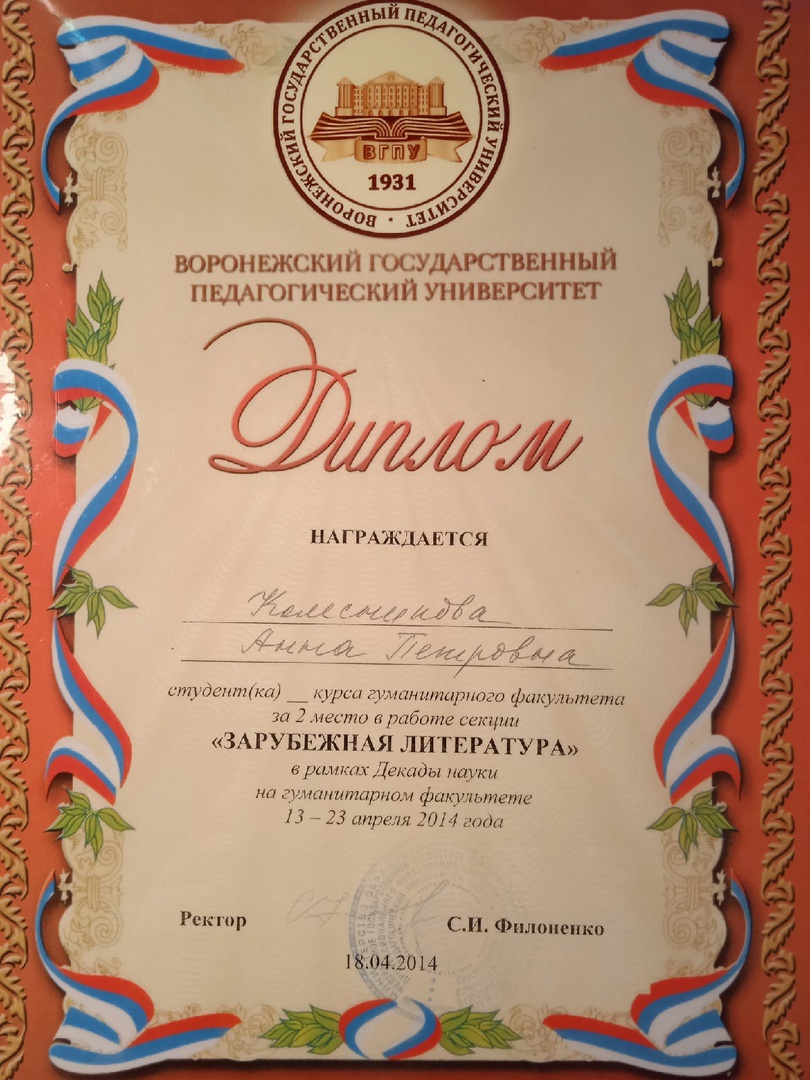 ВОРОНЕЖСКИЙ ГОСУДАРСТВЕННЫЙ ПЕДАГОГИЧЕСКИЙ УНИВЕРСИТЕТ
ВГПУ
1931
ВОРОНЕЖСКИЙ ГОСУДАРСТВЕННЫЙ
ПЕДАГОГИЧЕСКИЙ УНИВЕРСИТЕТ
Диплом
НАГРАЖДАЕТСЯ
Колесникова
Анна Петровна
студент(ка) __ курса гуманитарного факультета
за 2 место в работе секции
«ЗАРУБЕЖНАЯ ЛИТЕРАТУРА»
в рамках Декады науки
на гуманитарном факультете
13 – 23 апреля 2014 года
Ректор
С.И. Филоненко
18.04.2014